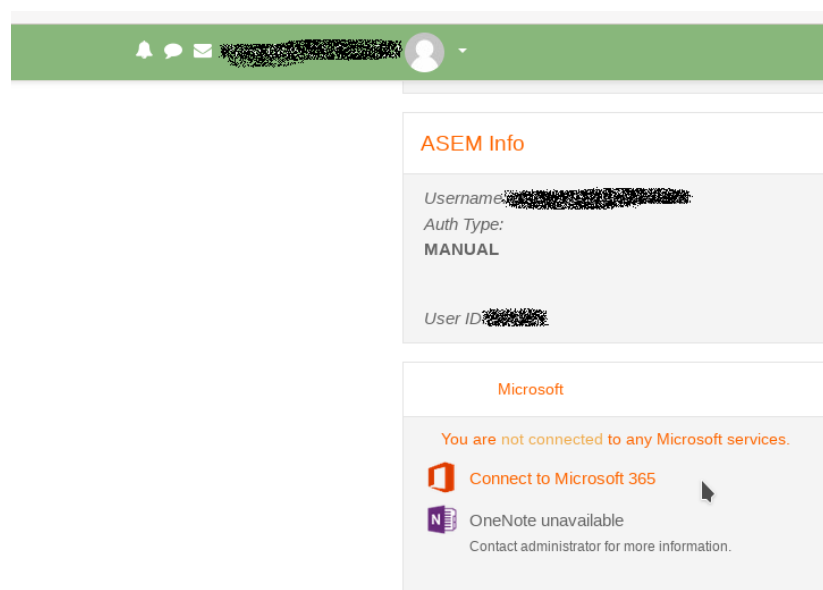 ASEM Info
Username
Auth Type:
MANUAL
User ID
Microsoft
You are not connected to any Microsoft services.
Connect to Microsoft 365
N
OneNote unavailable
Contact administrator for more information.